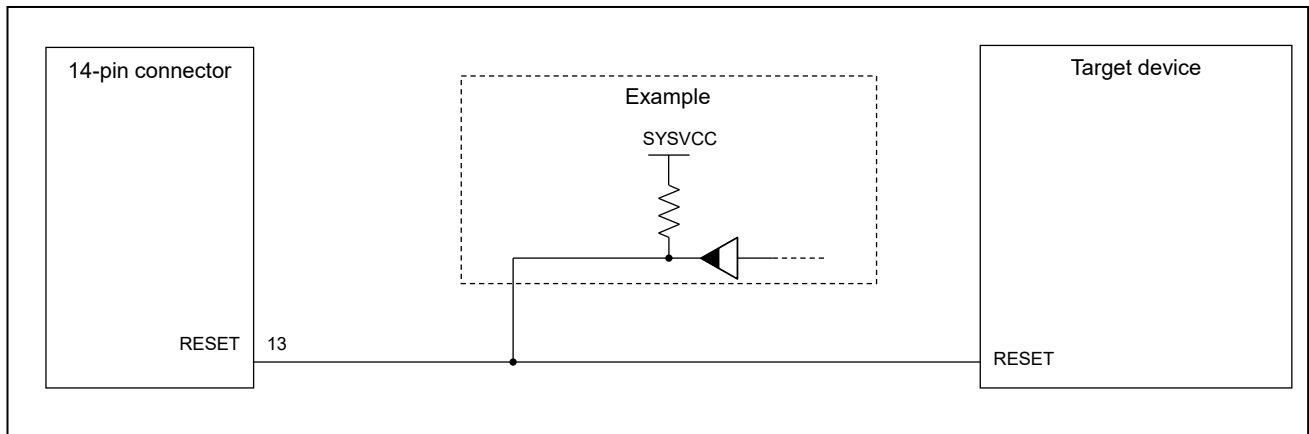 14-pin connector
Target device
Example
SYSVCC
RESET 13
RESET